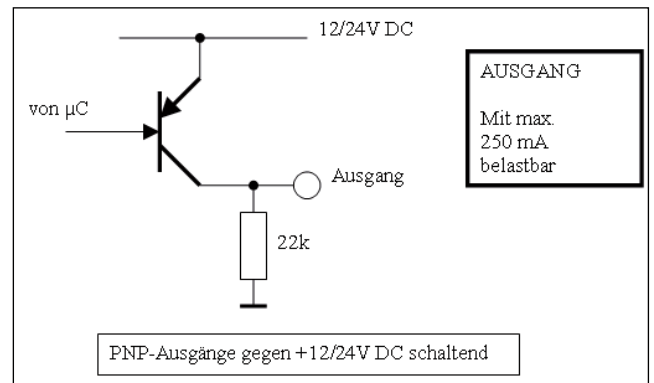 12/24V DC
AUSGANG
Mit max.
250 mA
belastbar
von µC
Ausgang
22k
PNP-Ausgänge gegen +12/24V DC schaltend